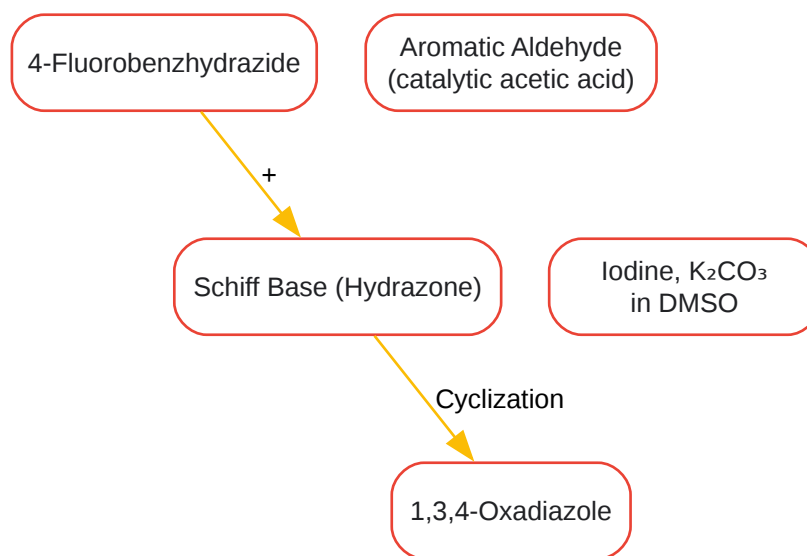 4-Fluorobenzhydrazide
Aromatic Aldehyde
(catalytic acetic acid)
+
Schiff Base (Hydrazone)
Iodine, K₂CO₃
in DMSO
Cyclization
1,3,4-Oxadiazole